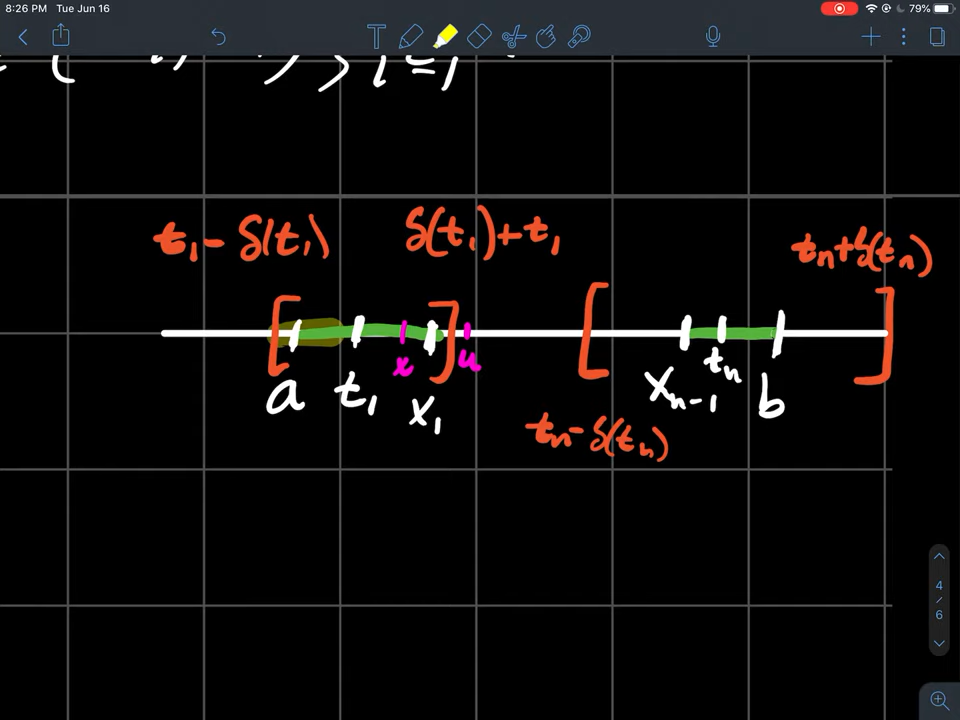 8:26 PM Tue Jun 16
79%
t₁ - δ(t₁) δ(t₁)+t₁
tₙ+δ(tₙ)
a t₁ x x₁ u
xₙ₋₁ tₙ b
tₙ-δ(tₙ)
4
/
6